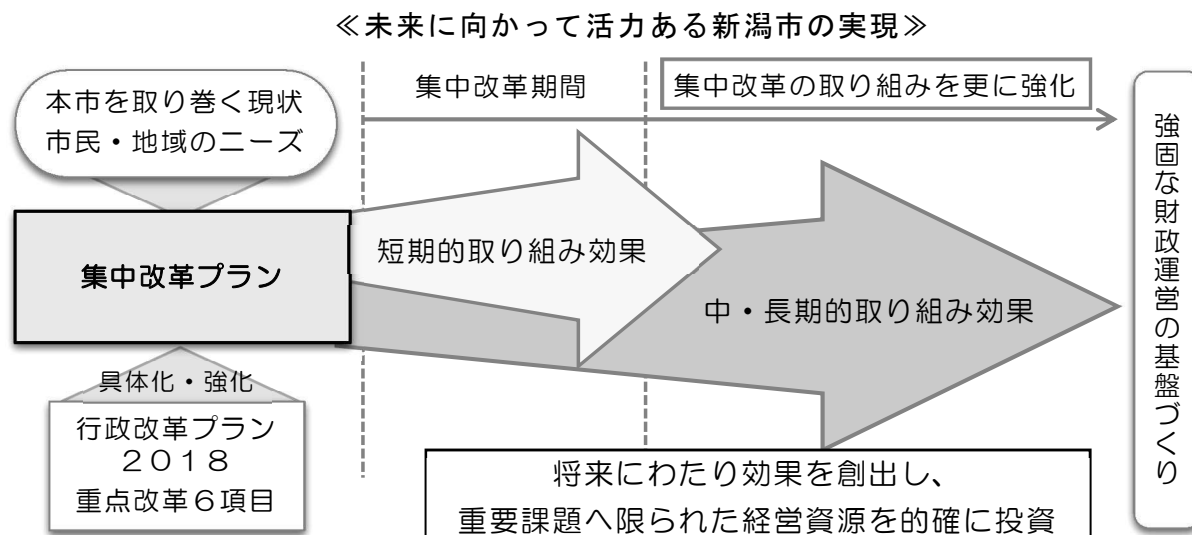 ≪未来に向かって活力ある新潟市の実現≫
本市を取り巻く現状
市民・地域のニーズ
集中改革期間
集中改革の取り組みを更に強化
集中改革プラン
短期的取り組み効果
中・長期的取り組み効果
具体化・強化
行政改革プラン
２０１８
重点改革６項目
将来にわたり効果を創出し、
重要課題へ限られた経営資源を的確に投資
強固な財政運営の基盤づくり